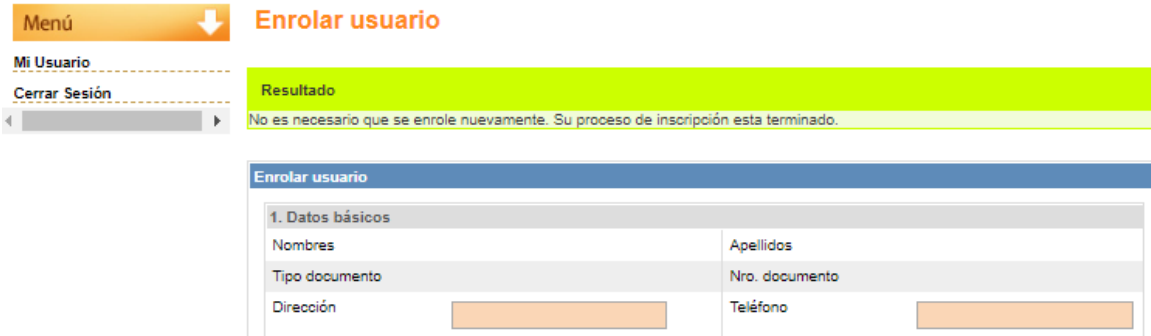 Menú
Enrolar usuario
Mi Usuario
Cerrar Sesión
Resultado
No es necesario que se enrole nuevamente. Su proceso de inscripción esta terminado.
Enrolar usuario
1. Datos básicos
Nombres Apellidos
Tipo documento Nro. documento
Dirección Teléfono